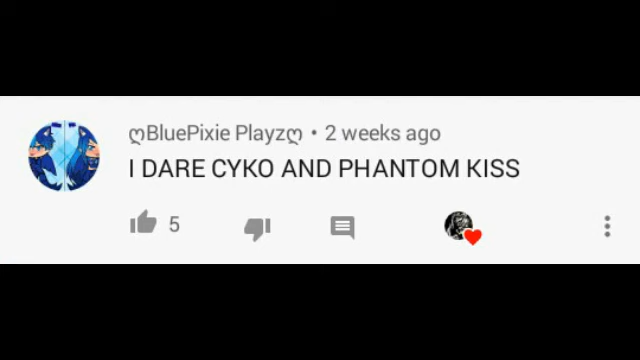 ღBluePixie Playzღ • 2 weeks ago
I DARE CYKO AND PHANTOM KISS
5